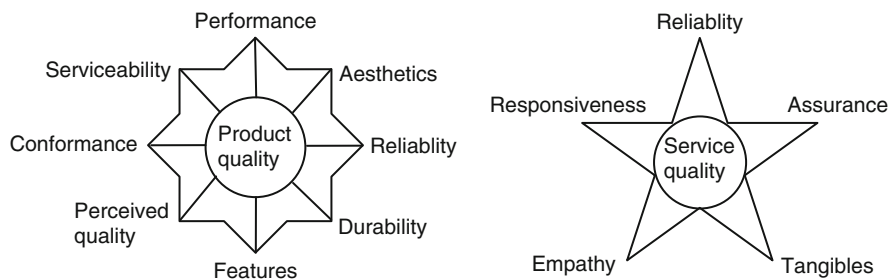 Performance
Serviceability
Aesthetics
Conformance
Product
quality
Reliablity
Perceived
quality
Durability
Features
Reliablity
Responsiveness
Assurance
Service
quality
Empathy
Tangibles